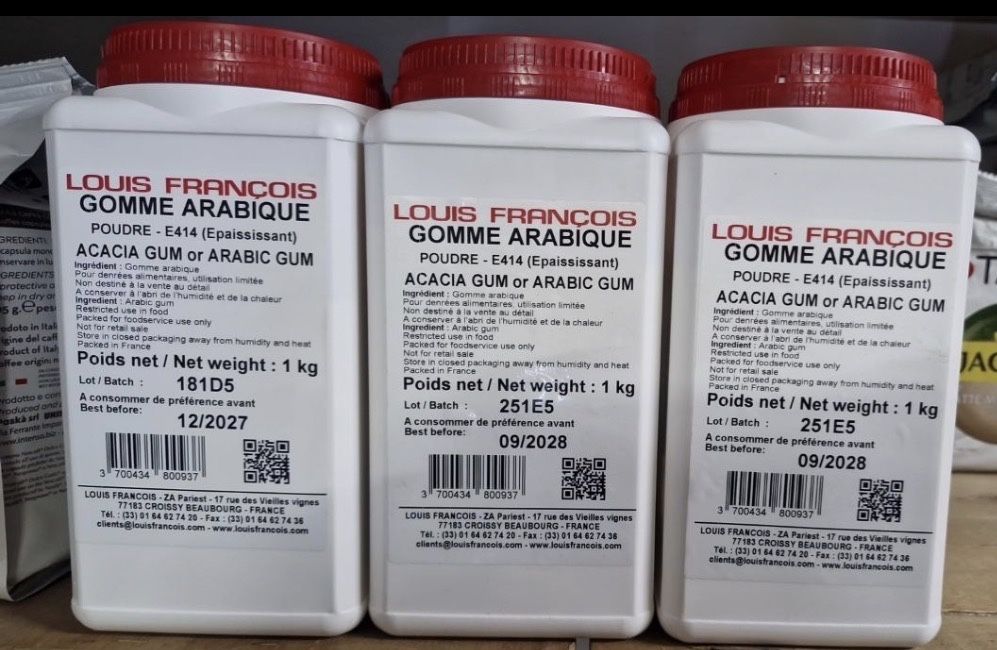 LOUIS FRANÇOIS
GOMME ARABIQUE
POUDRE - E414 (Epaississant)
ACACIA GUM or ARABIC GUM
Ingrédient : Gomme arabique
Pour denrées alimentaires, utilisation limitée
Non destiné à la vente au détail
A conserver à l'abri de l'humidité et de la chaleur
Ingredient : Arabic gum
Restricted use in food
Packed for foodservice use only
Not for retail sale
Store in closed packaging away from humidity and heat
Packed in France
Poids net / Net weight : 1 kg
Lot / Batch : 181D5
A consommer de préférence avant
Best before: 12/2027
3 700434 800937
LOUIS FRANCOIS - ZA Pariest - 17 rue des Vieilles vignes
77183 CROISSY BEAUBOURG - FRANCE
Tél. : (33) 01 64 62 74 20 - Fax : (33) 01 64 62 74 36
clients@louisfrancois.com - www.louisfrancois.com
LOUIS FRANÇOIS
GOMME ARABIQUE
POUDRE - E414 (Epaississant)
ACACIA GUM or ARABIC GUM
Ingrédient : Gomme arabique
Pour denrées alimentaires, utilisation limitée
Non destiné à la vente au détail
A conserver à l'abri de l'humidité et de la chaleur
Ingredient : Arabic gum
Restricted use in food
Packed for foodservice use only
Not for retail sale
Store in closed packaging away from humidity and heat
Packed in France
Poids net / Net weight : 1 kg
Lot / Batch : 251E5
A consommer de préférence avant
Best before: 09/2028
3 700434 800937
LOUIS FRANCOIS - ZA Pariest - 17 rue des Vieilles vignes
77183 CROISSY BEAUBOURG - FRANCE
Tél. : (33) 01 64 62 74 20 - Fax : (33) 01 64 62 74 36
clients@louisfrancois.com - www.louisfrancois.com
LOUIS FRANÇOIS
GOMME ARABIQUE
POUDRE - E414 (Epaississant)
ACACIA GUM or ARABIC GUM
Ingrédient : Gomme arabique
Pour denrées alimentaires, utilisation limitée
Non destiné à la vente au détail
A conserver à l'abri de l'humidité et de la chaleur
Ingredient : Arabic gum
Restricted use in food
Packed for foodservice use only
Not for retail sale
Store in closed packaging away from humidity and heat
Packed in France
Poids net / Net weight : 1 kg
Lot / Batch : 251E5
A consommer de préférence avant
Best before: 09/2028
3 700434 800937
LOUIS FRANCOIS - ZA Pariest - 17 rue des Vieilles vignes
77183 CROISSY BEAUBOURG - FRANCE
Tél. : (33) 01 64 62 74 20 - Fax : (33) 01 64 62 74 36
clients@louisfrancois.com - www.louisfrancois.com
JAC